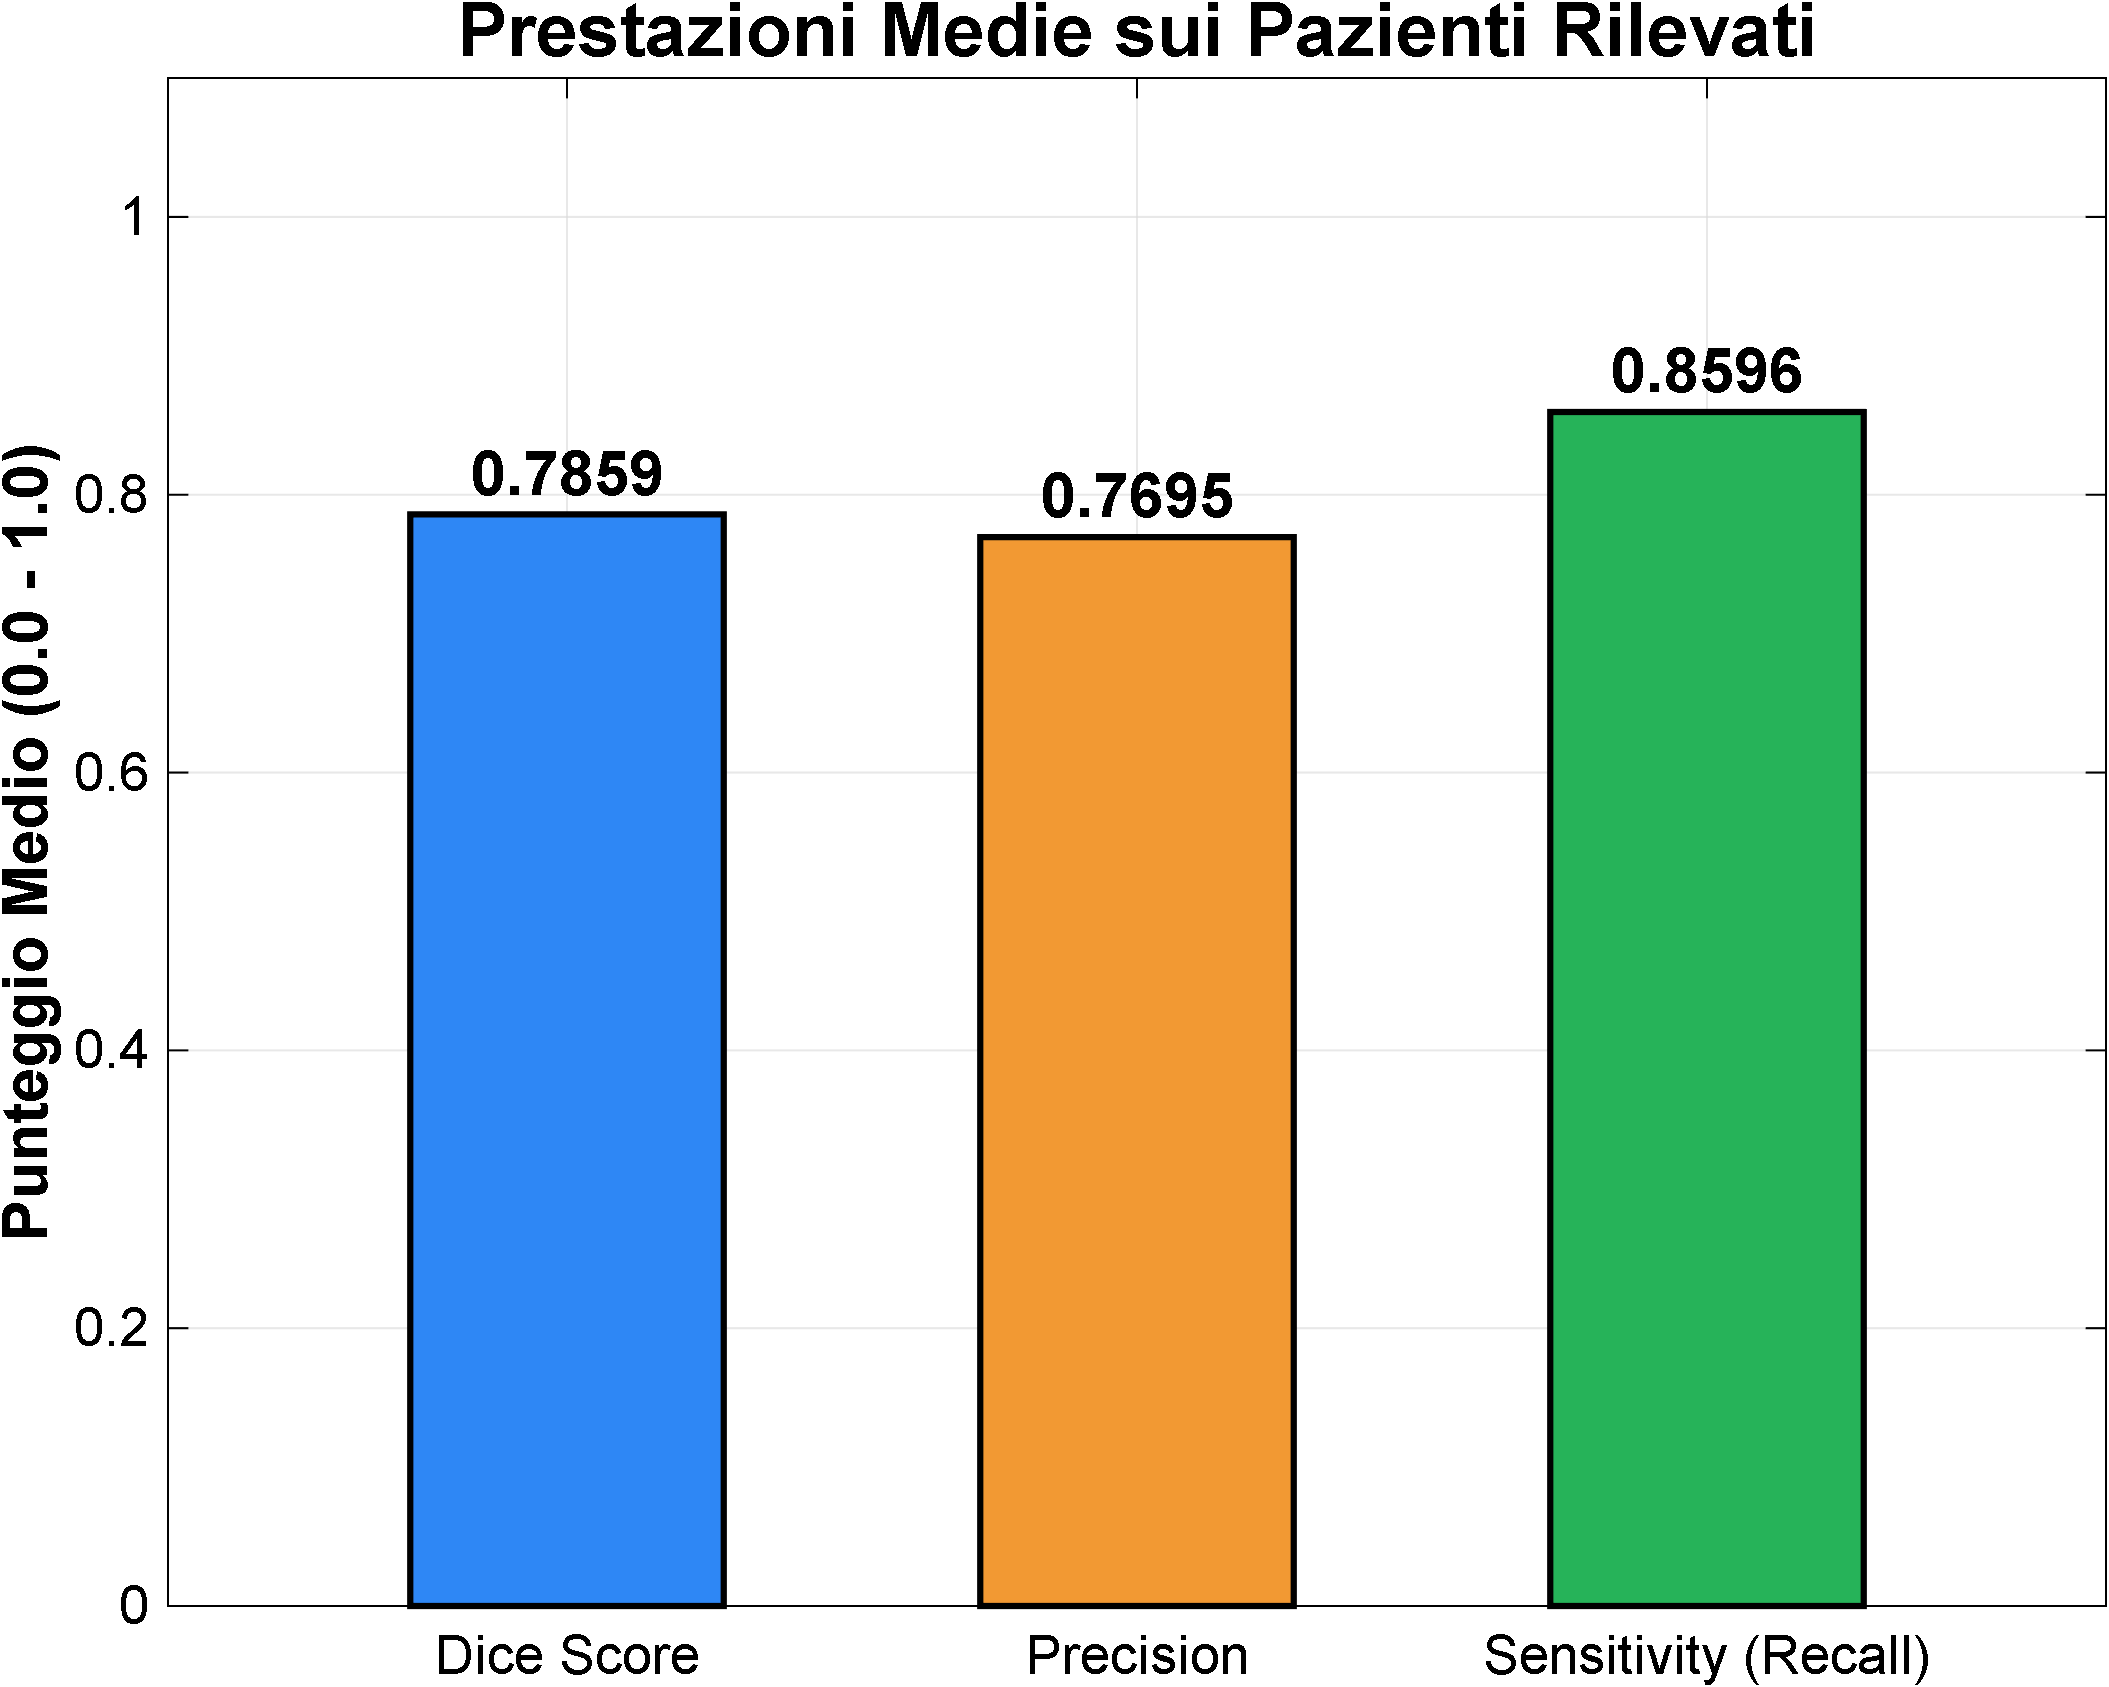 Prestazioni Medie sui Pazienti Rilevati
Punteggio Medio (0.0 - 1.0)
1
0.8
0.6
0.4
0.2
0
0.7859
0.7695
0.8596
Dice Score
Precision
Sensitivity (Recall)